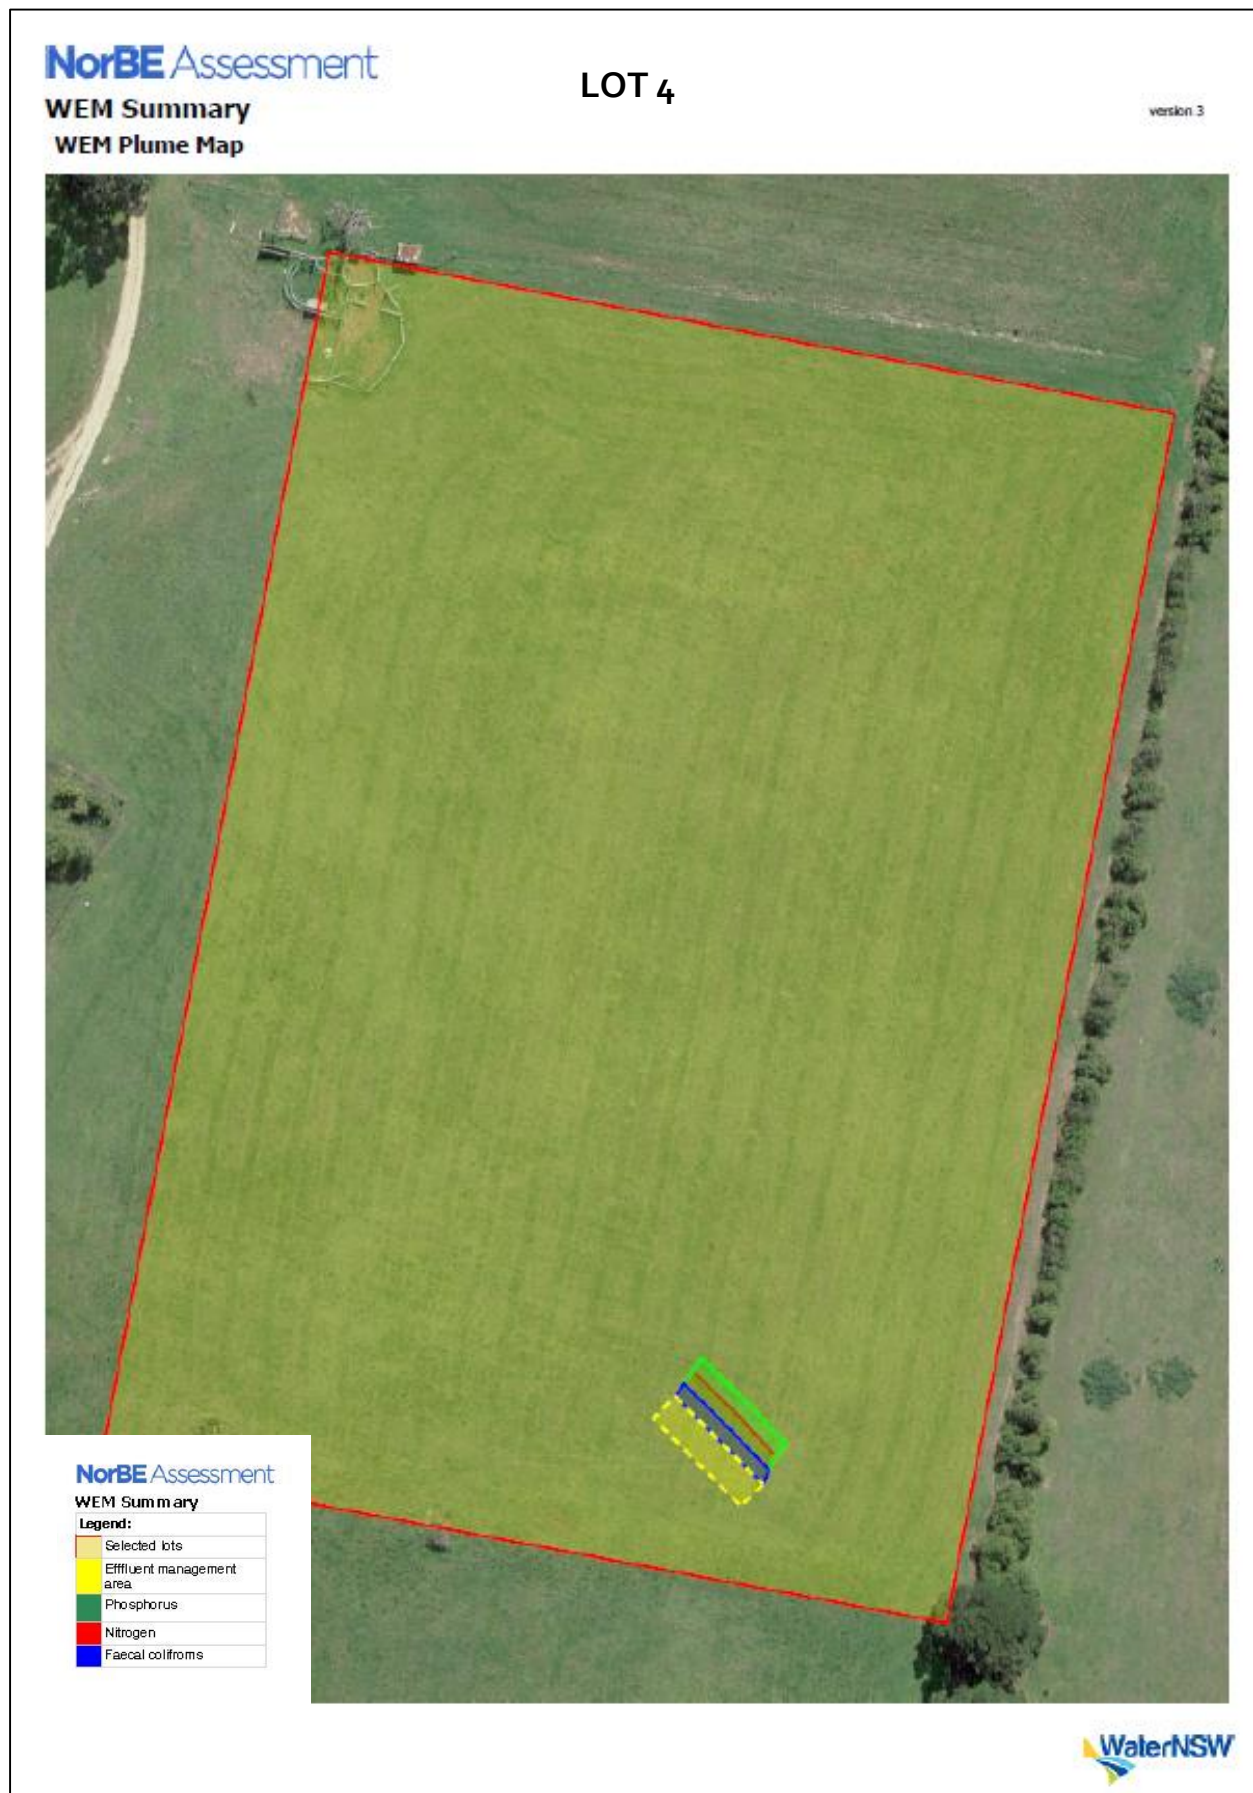 NorBE Assessment
LOT 4
WEM Summary
version 3
WEM Plume Map
NorBE Assessment
WEM Summary
Legend:
Selected lots
Efffluent management
area
Phosphorus
Nitrogen
Faecal colifroms
WaterNSW